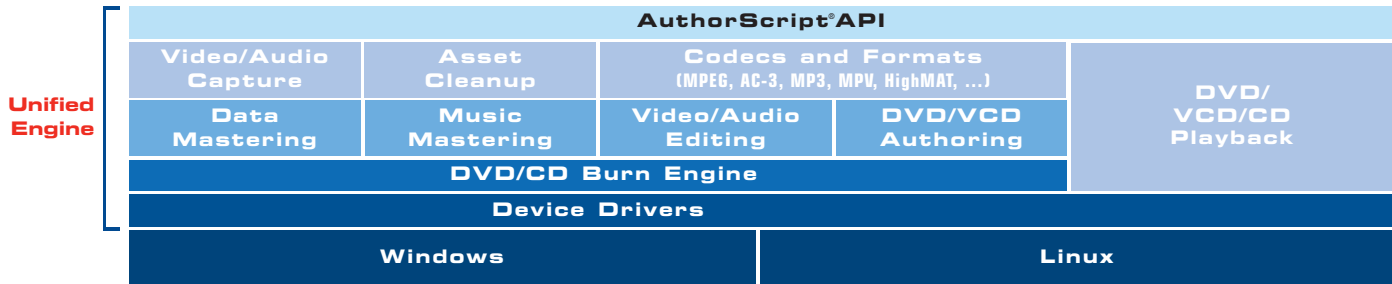 AuthorScript® API
Video/Audio
Capture
Asset
Cleanup
Codecs and Formats
(MPEG, AC-3, MP3, MPV, HighMAT, ...)
DVD/
VCD/CD
Playback
Unified
Engine
Data
Mastering
Music
Mastering
Video/Audio
Editing
DVD/VCD
Authoring
DVD/CD Burn Engine
Device Drivers
Windows
Linux